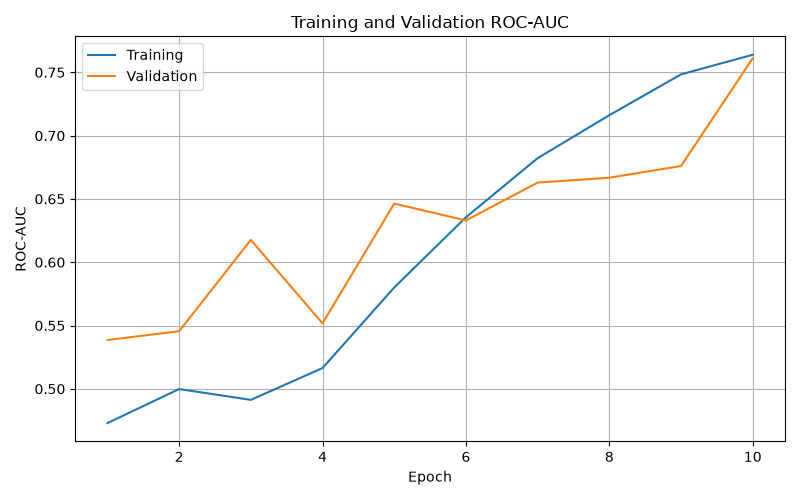 Training and Validation ROC-AUC
Training
Validation
0.75
0.70
0.65
0.60
0.55
0.50
ROC-AUC
2 4 6 8 10
Epoch